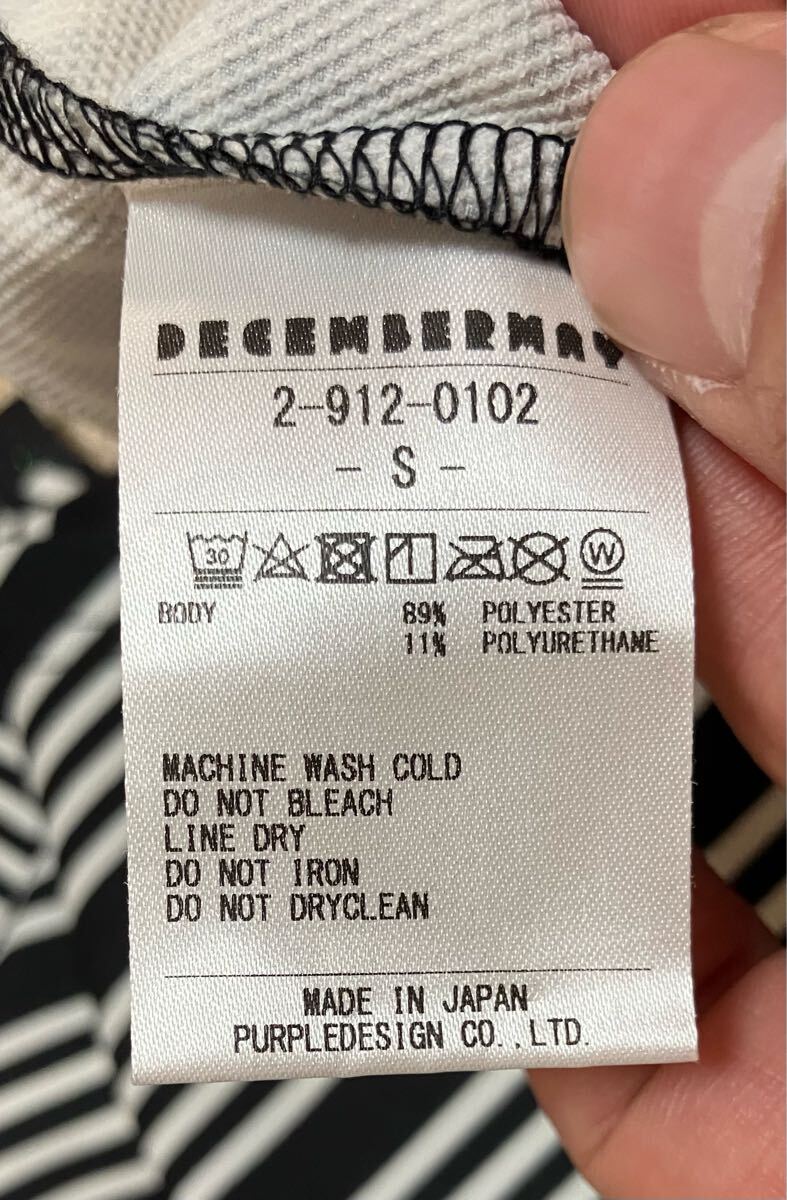 DECEMBERMAY
2-912-0102
- S -
30 W
BODY 89% POLYESTER
11% POLYURETHANE
MACHINE WASH COLD
DO NOT BLEACH
LINE DRY
DO NOT IRON
DO NOT DRYCLEAN
MADE IN JAPAN
PURPLEDESIGN CO.,LTD.